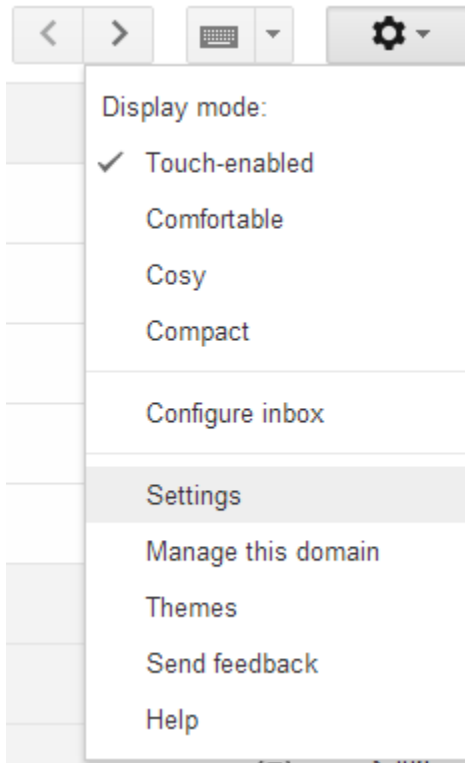 Display mode:
Touch-enabled
Comfortable
Cosy
Compact
Configure inbox
Settings
Manage this domain
Themes
Send feedback
Help